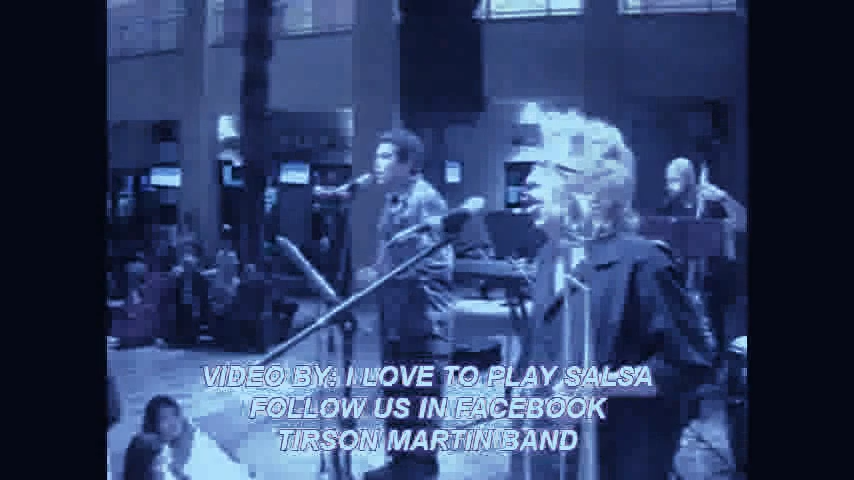 VIDEO BY: I LOVE TO PLAY SALSA
FOLLOW US IN FACEBOOK
TIRSON MARTIN BAND